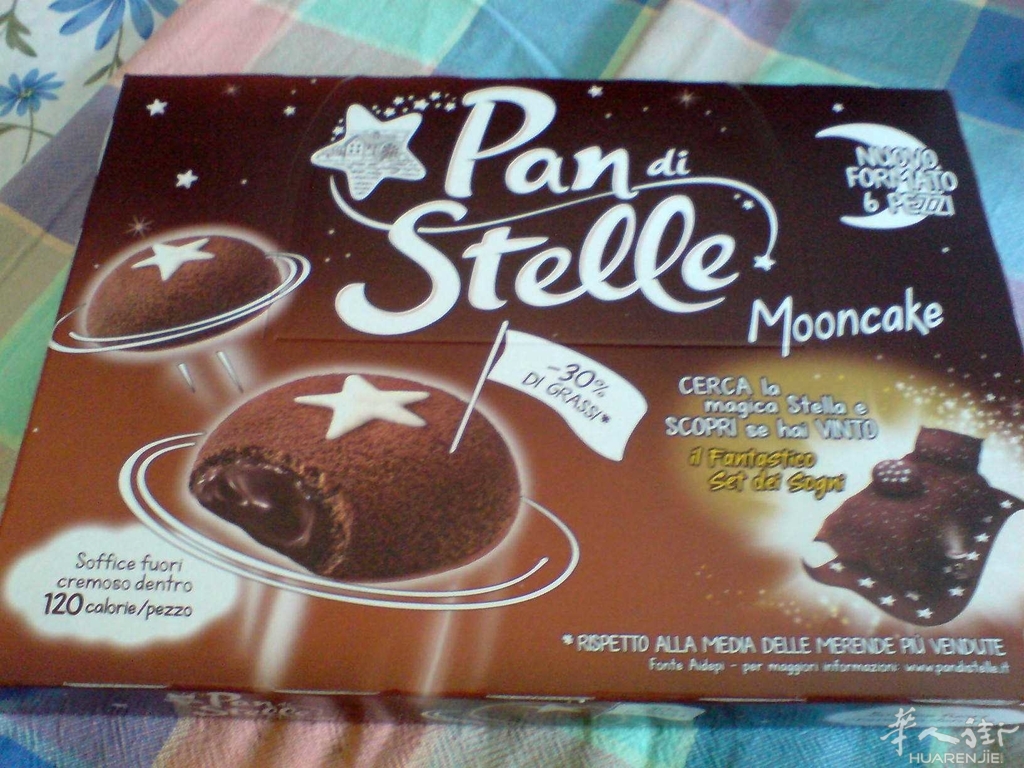 Pan di
Stelle
Mooncake
NUOVO
FORMATO
6 PEZZI
-30%
DI GRASSI*
CERCA la
magica Stella e
SCOPRI se hai VINTO
il Fantastico
Set dei Sogni
Soffice fuori
cremoso dentro
120 calorie/pezzo
* RISPETTO ALLA MEDIA DELLE MERENDE PIÙ VENDUTE
Fonte Aidepi - per maggiori informazioni: www.pandistelle.it
华人街
HUARENJIE